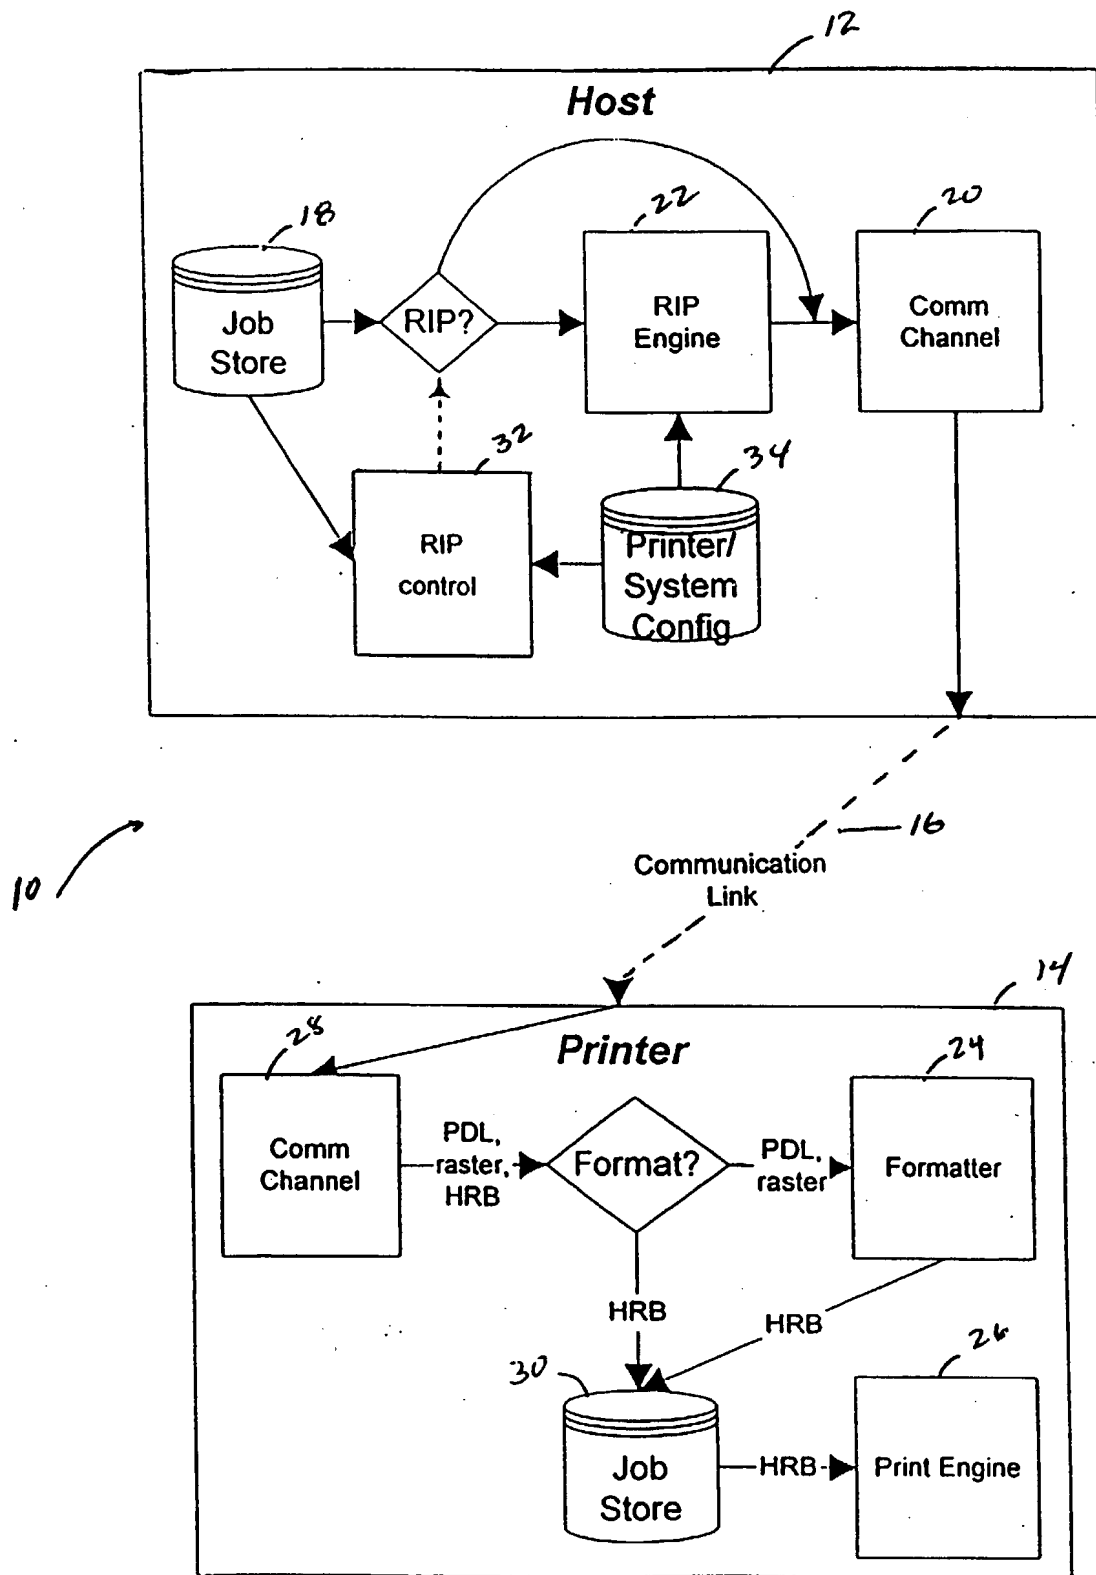 12
Host
18
22
20
Job
Store
RIP?
RIP
Engine
Comm
Channel
32
34
RIP
control
Printer/
System
Config
16
Communication
Link
10
14
28
Printer
24
Comm
Channel
PDL,
raster,
HRB
Format?
PDL,
raster
Formatter
HRB
HRB
30
26
Job
Store
HRB
Print Engine